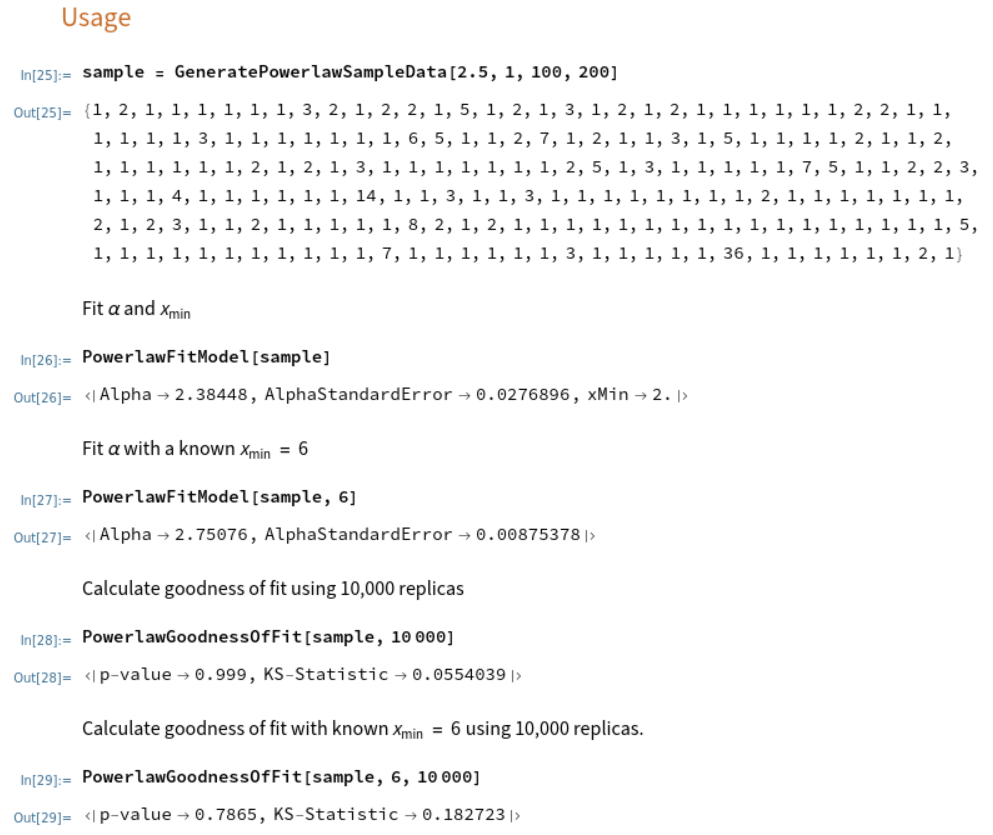 Usage
In[25]:= sample = GeneratePowerlawSampleData[2.5, 1, 100, 200]
Out[25]= {1, 2, 1, 1, 1, 1, 1, 1, 3, 2, 1, 2, 2, 1, 5, 1, 2, 1, 3, 1, 2, 1, 2, 1, 1, 1, 1, 1, 1, 2, 2, 1, 1,
1, 1, 1, 1, 3, 1, 1, 1, 1, 1, 1, 1, 6, 5, 1, 1, 2, 7, 1, 2, 1, 1, 3, 1, 5, 1, 1, 1, 1, 2, 1, 1, 2,
1, 1, 1, 1, 1, 1, 2, 1, 2, 1, 3, 1, 1, 1, 1, 1, 1, 1, 2, 5, 1, 3, 1, 1, 1, 1, 1, 7, 5, 1, 1, 2, 2, 3,
1, 1, 1, 4, 1, 1, 1, 1, 1, 1, 14, 1, 1, 3, 1, 1, 3, 1, 1, 1, 1, 1, 1, 1, 1, 2, 1, 1, 1, 1, 1, 1, 1,
2, 1, 2, 3, 1, 1, 2, 1, 1, 1, 1, 1, 8, 2, 1, 2, 1, 1, 1, 1, 1, 1, 1, 1, 1, 1, 1, 1, 1, 1, 1, 1, 1, 5,
1, 1, 1, 1, 1, 1, 1, 1, 1, 1, 1, 7, 1, 1, 1, 1, 1, 1, 3, 1, 1, 1, 1, 1, 36, 1, 1, 1, 1, 1, 1, 2, 1}
Fit α and xmin
In[26]:= PowerlawFitModel[sample]
Out[26]= <|Alpha → 2.38448, AlphaStandardError → 0.0276896, xMin → 2.|>
Fit α with a known xmin = 6
In[27]:= PowerlawFitModel[sample, 6]
Out[27]= <|Alpha → 2.75076, AlphaStandardError → 0.00875378|>
Calculate goodness of fit using 10,000 replicas
In[28]:= PowerlawGoodnessOfFit[sample, 10 000]
Out[28]= <|p-value → 0.999, KS-Statistic → 0.0554039|>
Calculate goodness of fit with known xmin = 6 using 10,000 replicas.
In[29]:= PowerlawGoodnessOfFit[sample, 6, 10 000]
Out[29]= <|p-value → 0.7865, KS-Statistic → 0.182723|>